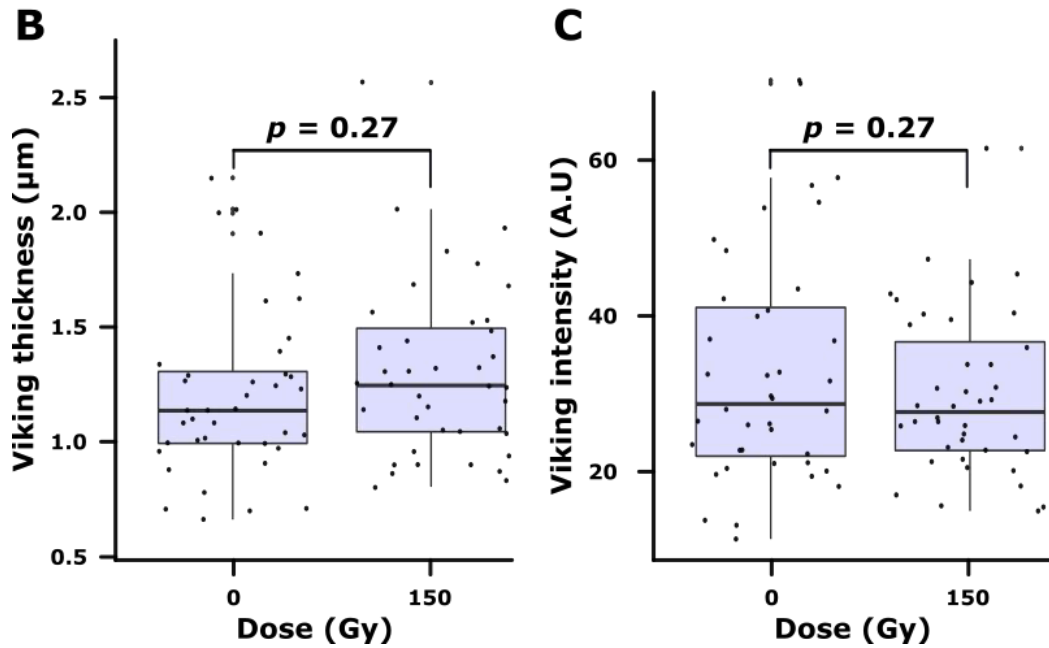 B
Viking thickness (μm)
2.5
2.0
1.5
1.0
0.5
p = 0.27
0
150
Dose (Gy)
C
Viking intensity (A.U)
60
40
20
p = 0.27
0
150
Dose (Gy)